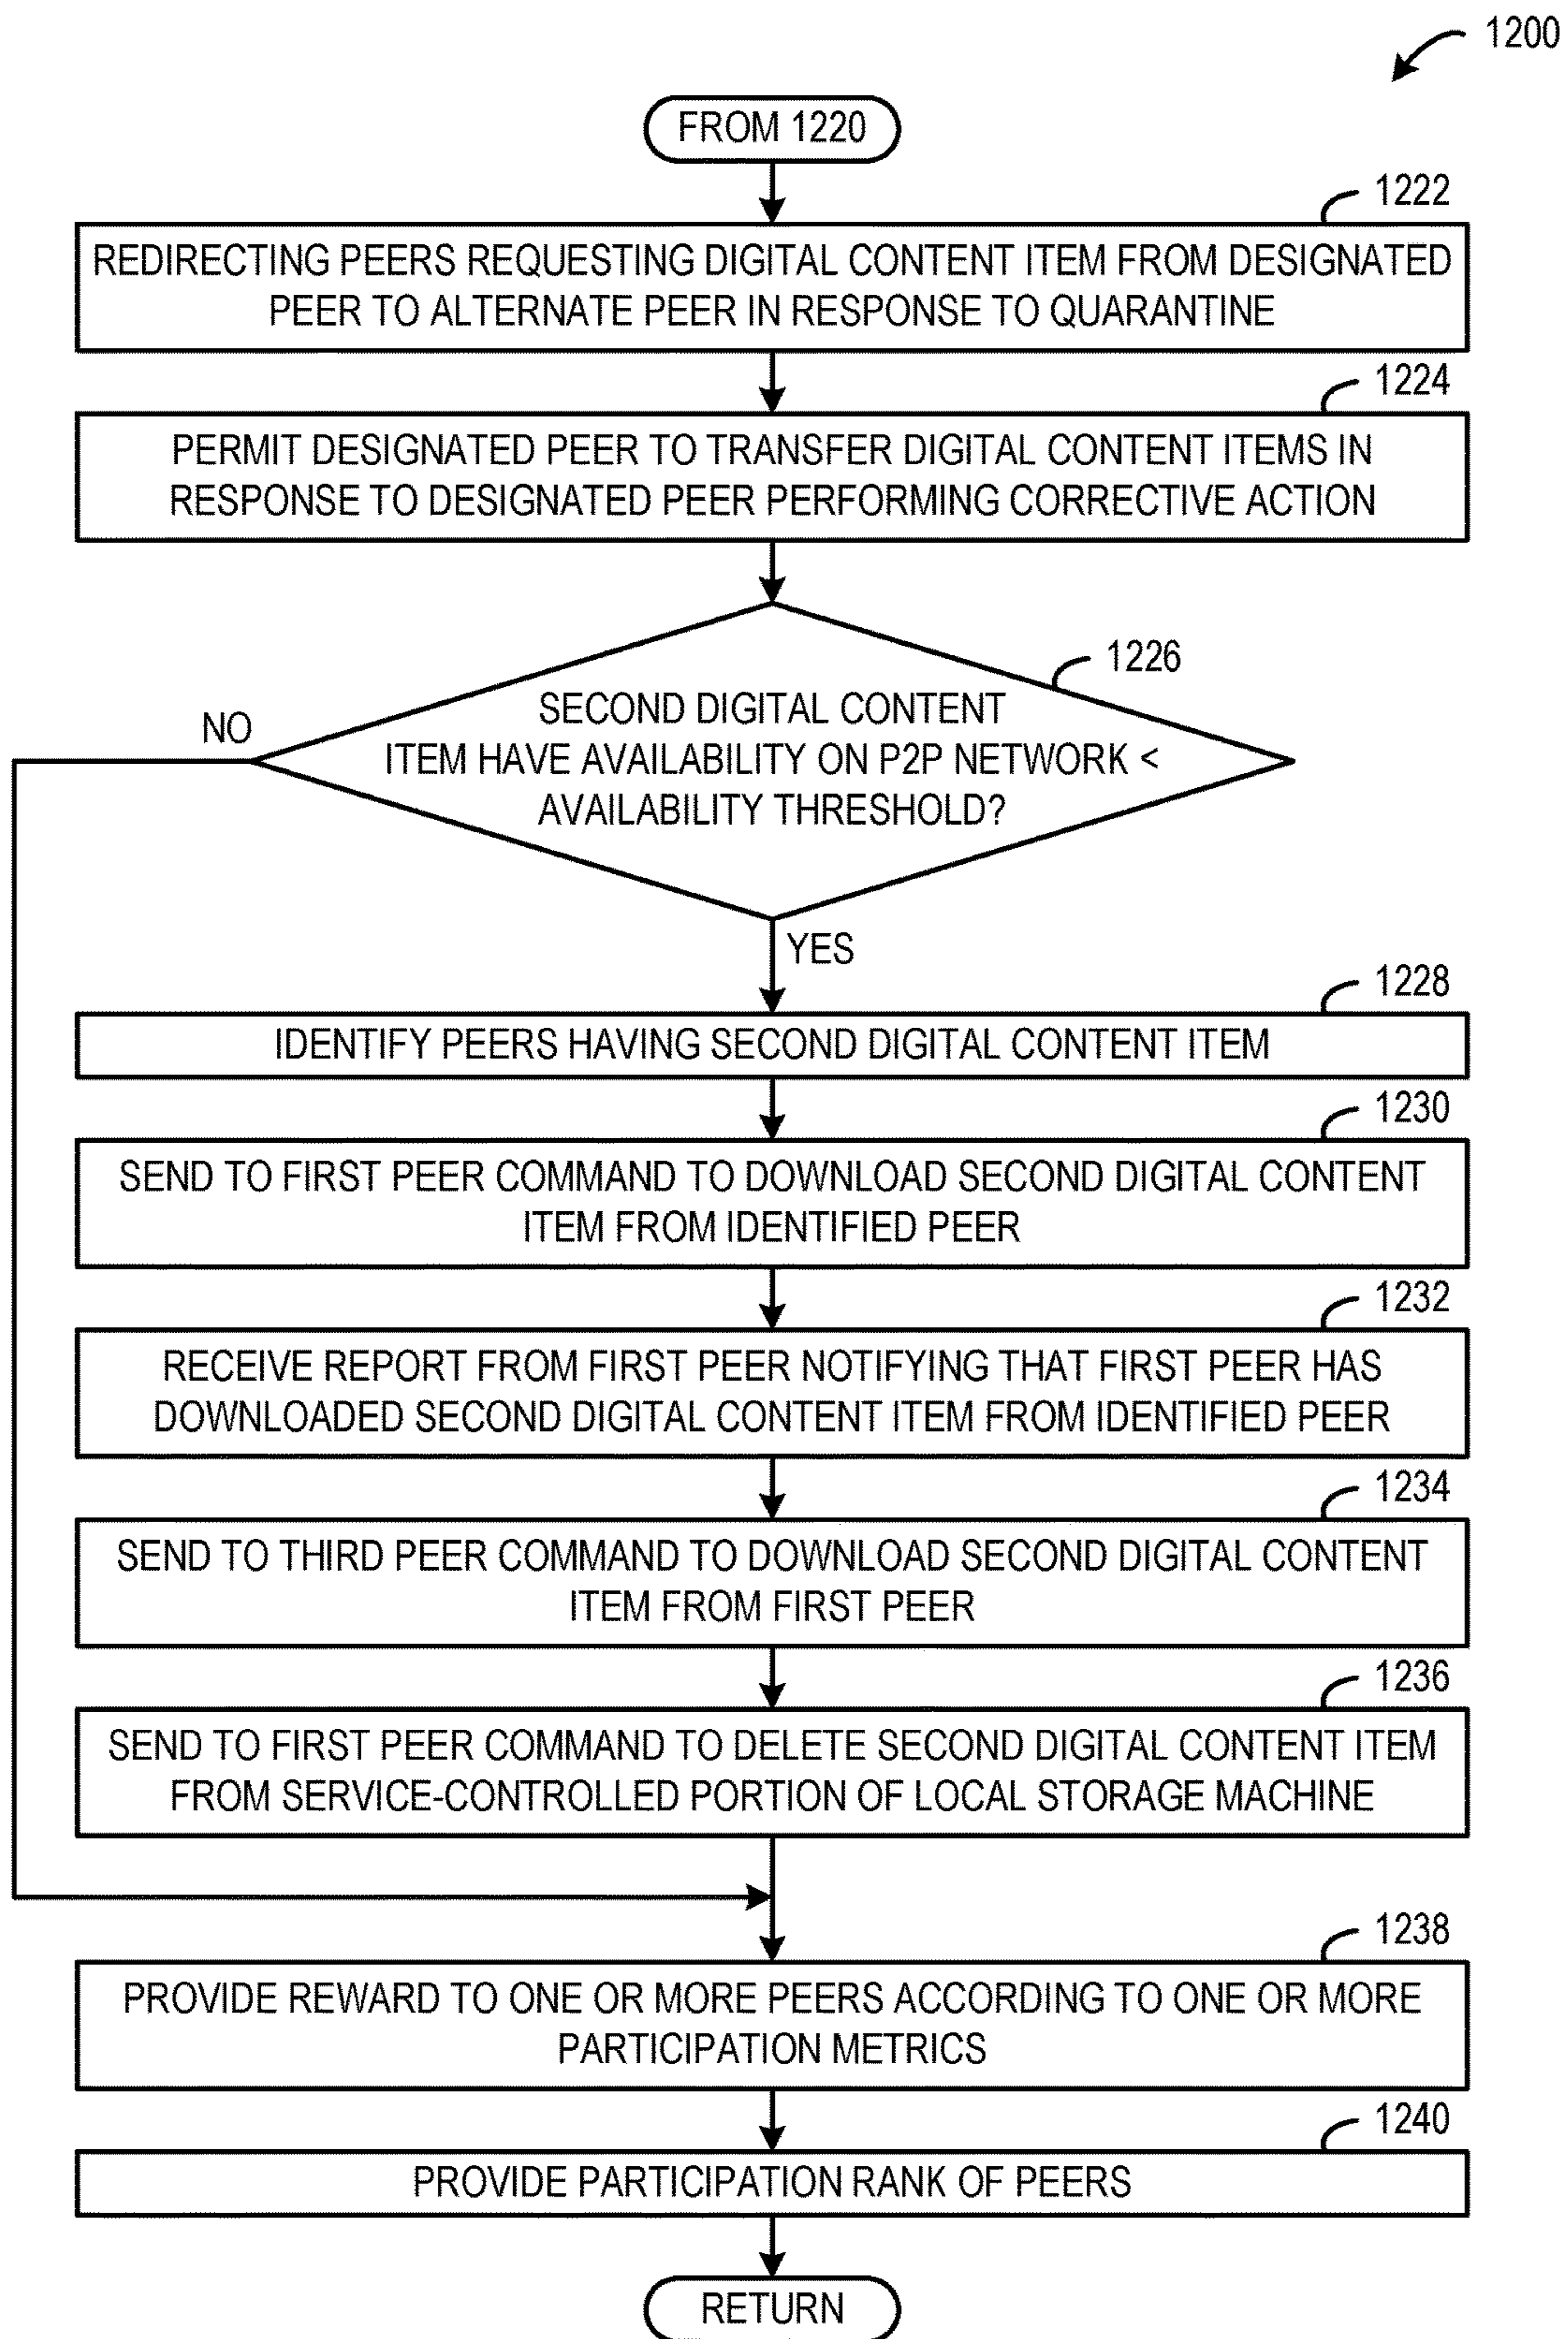 1200
FROM 1220
1222
REDIRECTING PEERS REQUESTING DIGITAL CONTENT ITEM FROM DESIGNATED
PEER TO ALTERNATE PEER IN RESPONSE TO QUARANTINE
1224
PERMIT DESIGNATED PEER TO TRANSFER DIGITAL CONTENT ITEMS IN
RESPONSE TO DESIGNATED PEER PERFORMING CORRECTIVE ACTION
1226
SECOND DIGITAL CONTENT
ITEM HAVE AVAILABILITY ON P2P NETWORK <
AVAILABILITY THRESHOLD?
NO
YES
1228
IDENTIFY PEERS HAVING SECOND DIGITAL CONTENT ITEM
1230
SEND TO FIRST PEER COMMAND TO DOWNLOAD SECOND DIGITAL CONTENT
ITEM FROM IDENTIFIED PEER
1232
RECEIVE REPORT FROM FIRST PEER NOTIFYING THAT FIRST PEER HAS
DOWNLOADED SECOND DIGITAL CONTENT ITEM FROM IDENTIFIED PEER
1234
SEND TO THIRD PEER COMMAND TO DOWNLOAD SECOND DIGITAL CONTENT
ITEM FROM FIRST PEER
1236
SEND TO FIRST PEER COMMAND TO DELETE SECOND DIGITAL CONTENT ITEM
FROM SERVICE-CONTROLLED PORTION OF LOCAL STORAGE MACHINE
1238
PROVIDE REWARD TO ONE OR MORE PEERS ACCORDING TO ONE OR MORE
PARTICIPATION METRICS
1240
PROVIDE PARTICIPATION RANK OF PEERS
RETURN